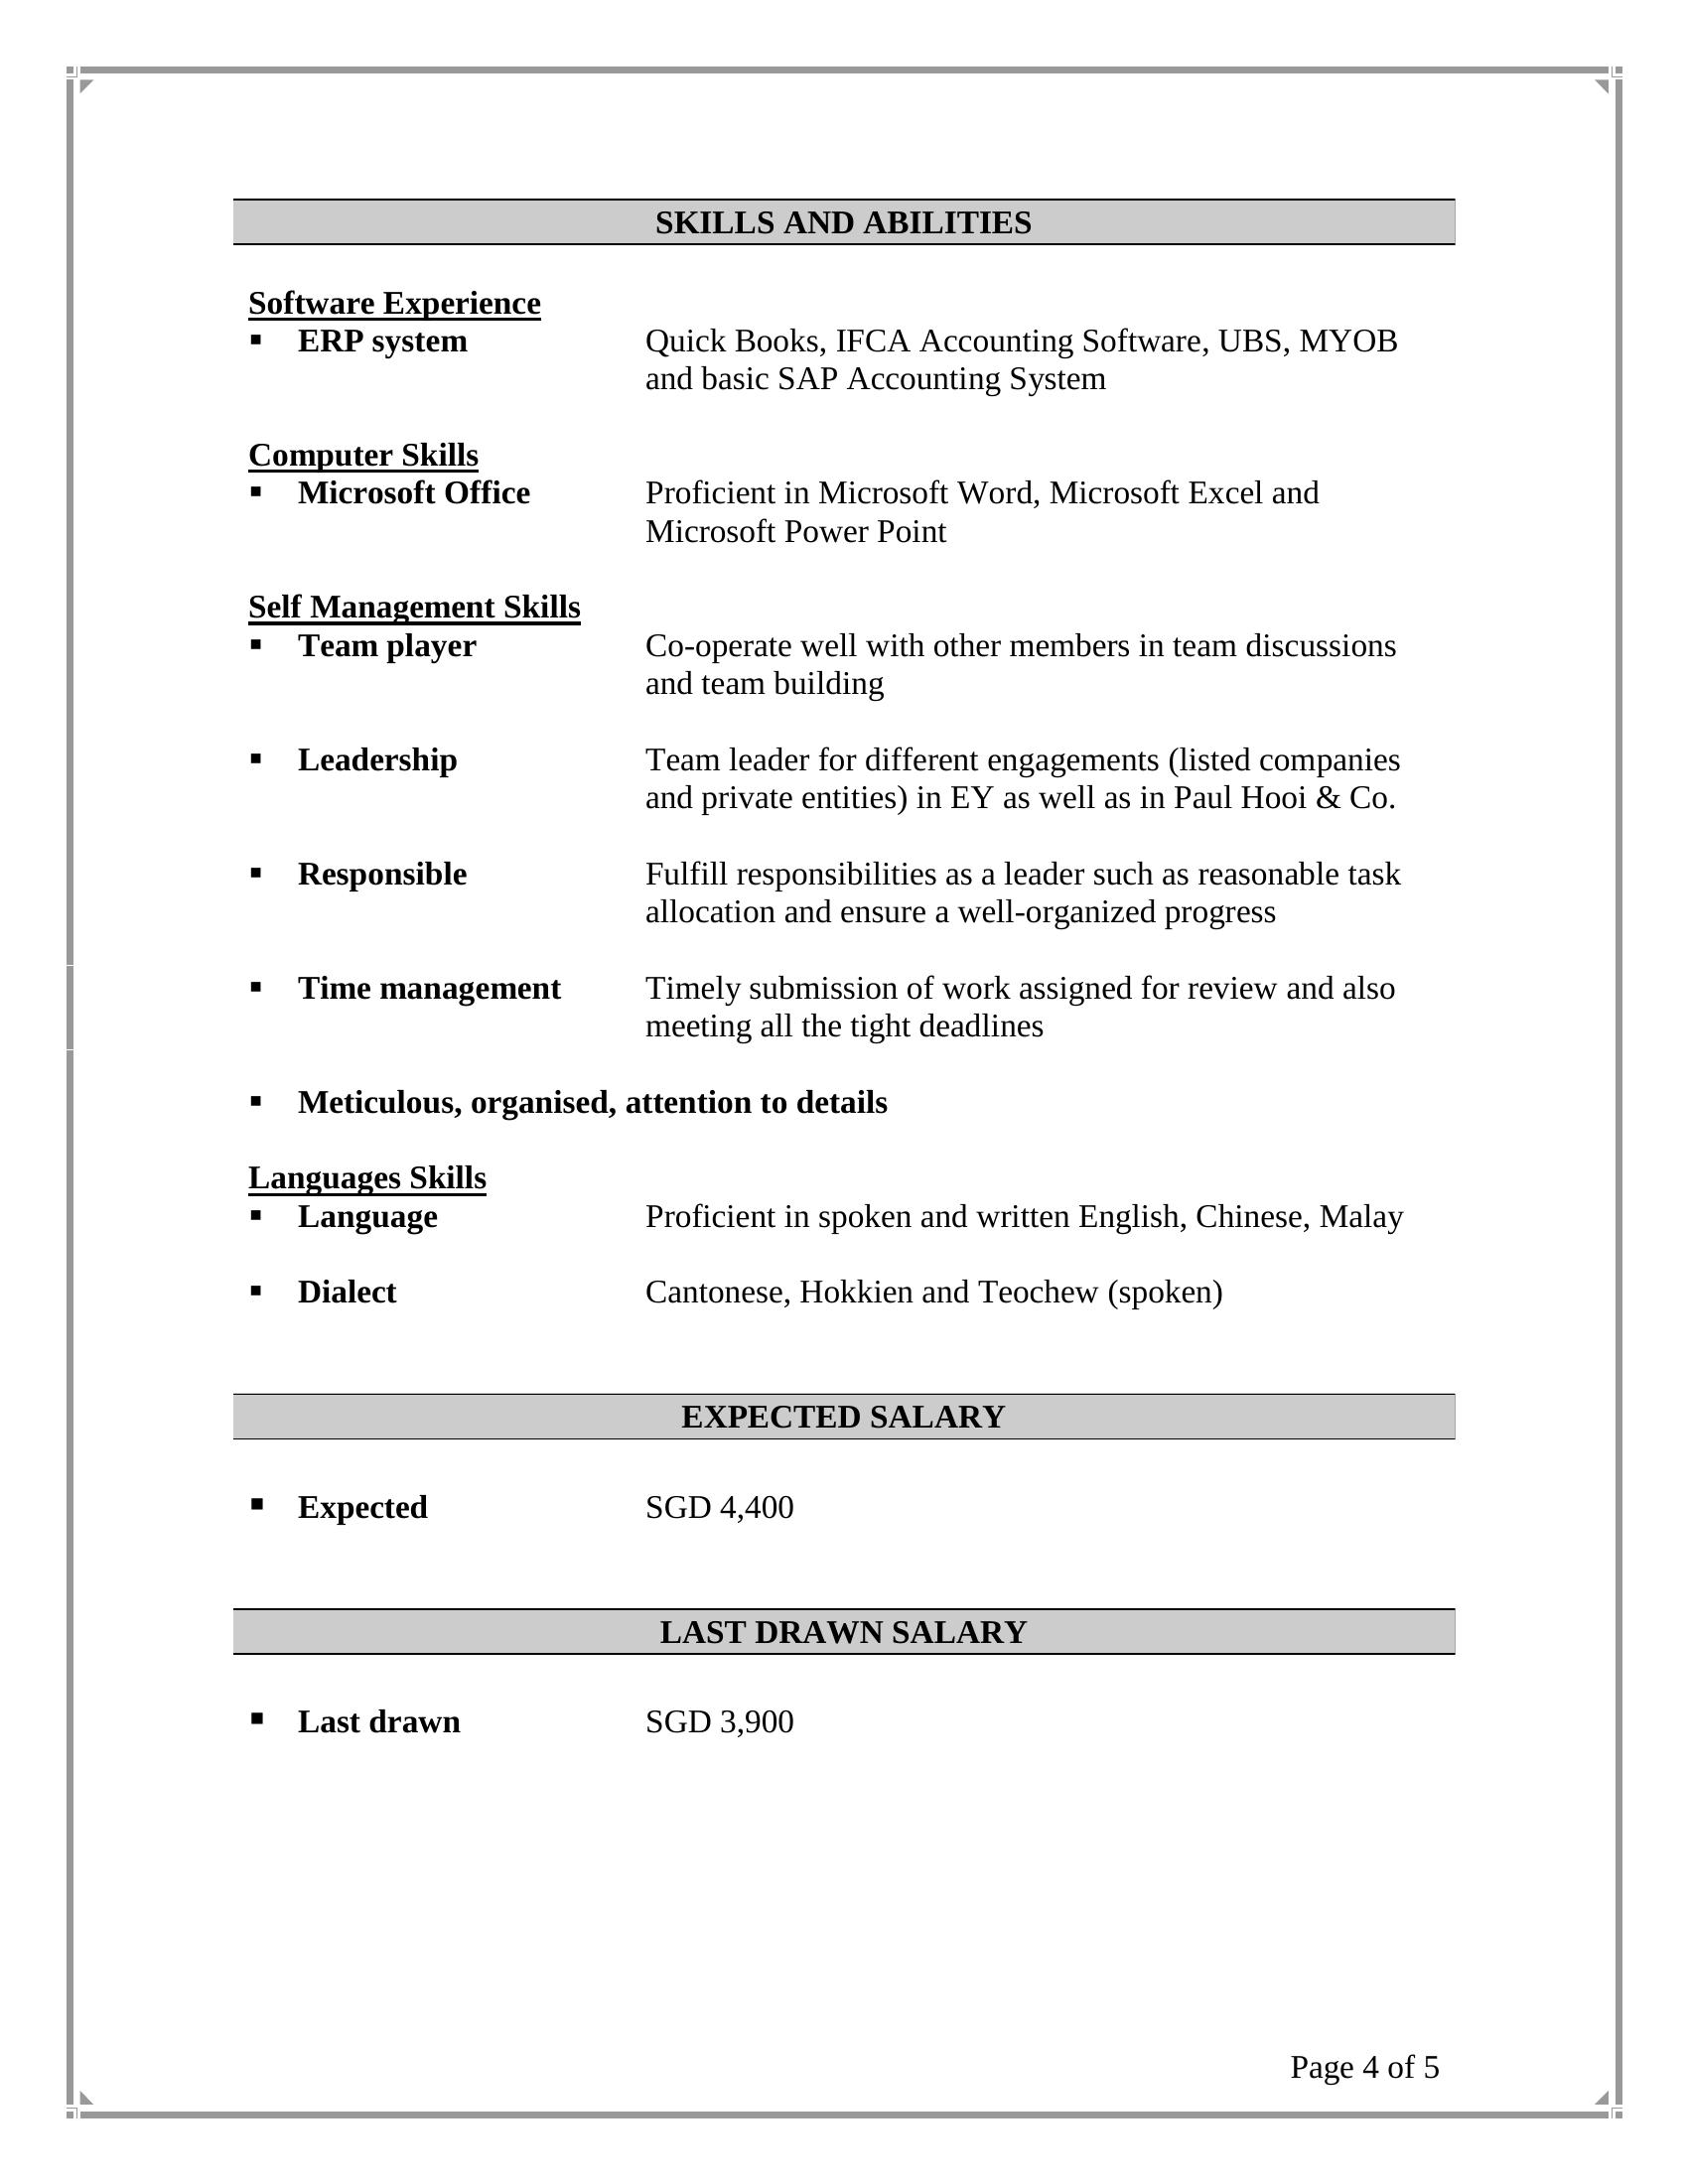 SKILLS AND ABILITIES
Software Experience
▪ ERP system Quick Books, IFCA Accounting Software, UBS, MYOB
and basic SAP Accounting System
Computer Skills
▪ Microsoft Office Proficient in Microsoft Word, Microsoft Excel and
Microsoft Power Point
Self Management Skills
▪ Team player Co-operate well with other members in team discussions
and team building
▪ Leadership Team leader for different engagements (listed companies
and private entities) in EY as well as in Paul Hooi & Co.
▪ Responsible Fulfill responsibilities as a leader such as reasonable task
allocation and ensure a well-organized progress
▪ Time management Timely submission of work assigned for review and also
meeting all the tight deadlines
▪ Meticulous, organised, attention to details
Languages Skills
▪ Language Proficient in spoken and written English, Chinese, Malay
▪ Dialect Cantonese, Hokkien and Teochew (spoken)
EXPECTED SALARY
▪ Expected SGD 4,400
LAST DRAWN SALARY
▪ Last drawn SGD 3,900
Page 4 of 5